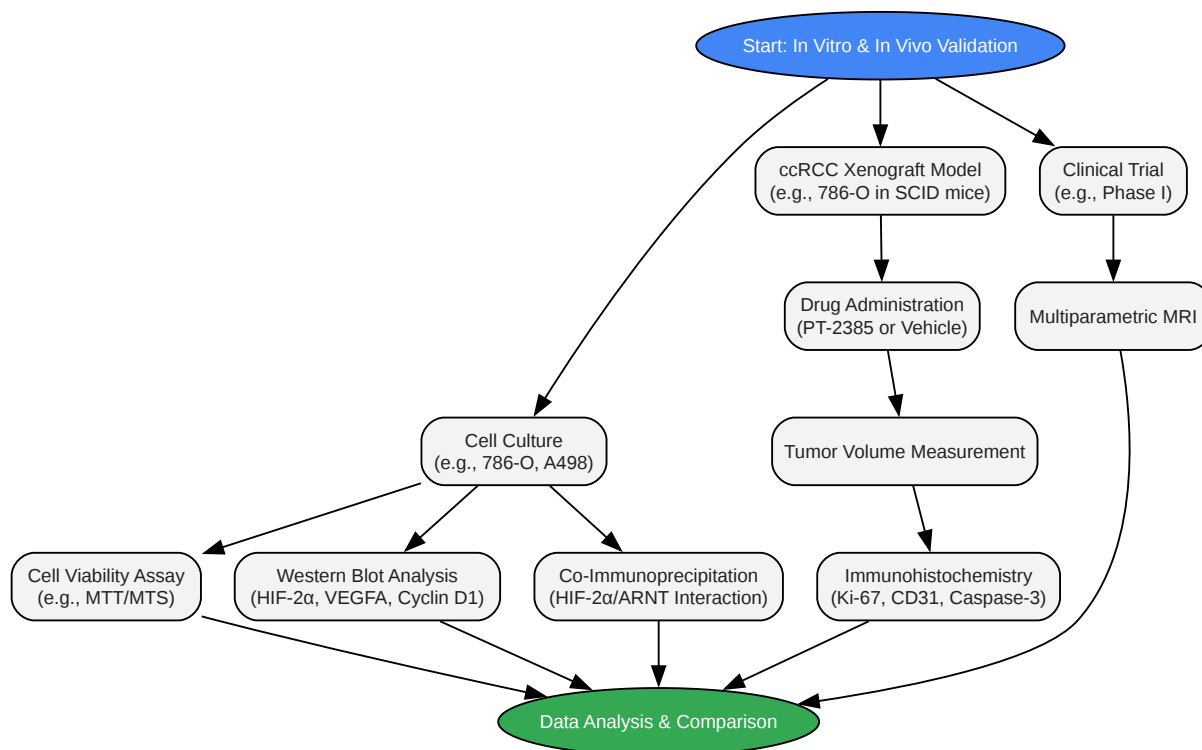 Start: In Vitro & In Vivo Validation
ccRCC Xenograft Model
(e.g., 786-O in SCID mice)
Clinical Trial
(e.g., Phase I)
Drug Administration
(PT-2385 or Vehicle)
Multiparametric MRI
Cell Culture
(e.g., 786-O, A498)
Tumor Volume Measurement
Cell Viability Assay
(e.g., MTT/MTS)
Western Blot Analysis
(HIF-2α, VEGFA, Cyclin D1)
Co-Immunoprecipitation
(HIF-2α/ARNT Interaction)
Immunohistochemistry
(Ki-67, CD31, Caspase-3)
Data Analysis & Comparison